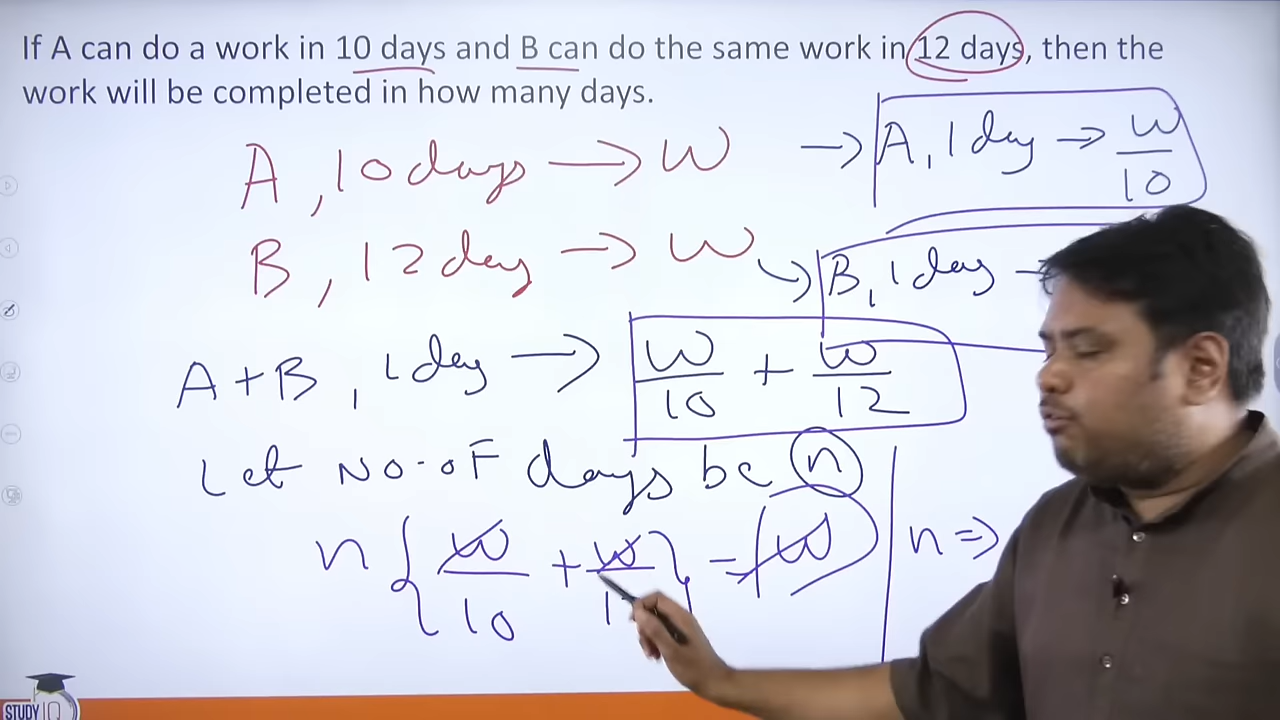 If A can do a work in 10 days and B can do the same work in 12 days, then the
work will be completed in how many days.
A, 10 days → W → A, 1 day → W/10
B, 12 day → W → B, 1 day →
A + B, 1 day → W/10 + W/12
Let NO. OF days be n
n { W/10 + W/1 } = W
n ⇒
STUDY IQ